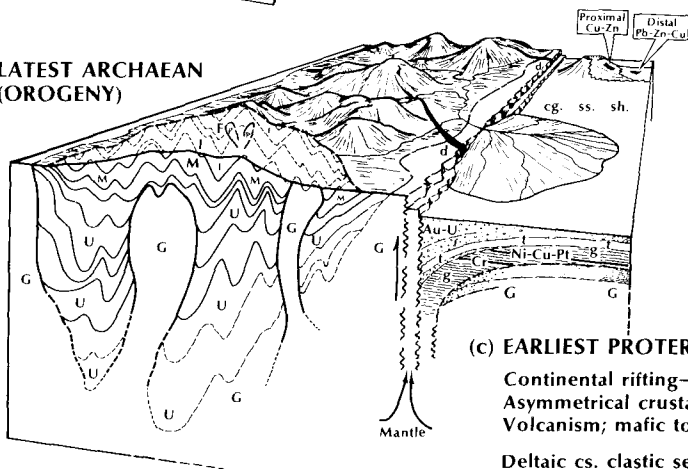 Proximal
Cu-Zn
Distal
Pb-Zn-Cu
LATEST ARCHAEAN
(OROGENY)
cg. ss. sh.
d
F
I
M
I
M
d
M
M
U
U
G
G
U
G
G
U
U
U
G
Au-U
t
t
Ni-Cu-Pt
g
Cr
g
G
G
Mantle
(c) EARLIEST PROTER
Continental rifting–
Asymmetrical crusta
Volcanism; mafic to
Deltaic cs. clastic se